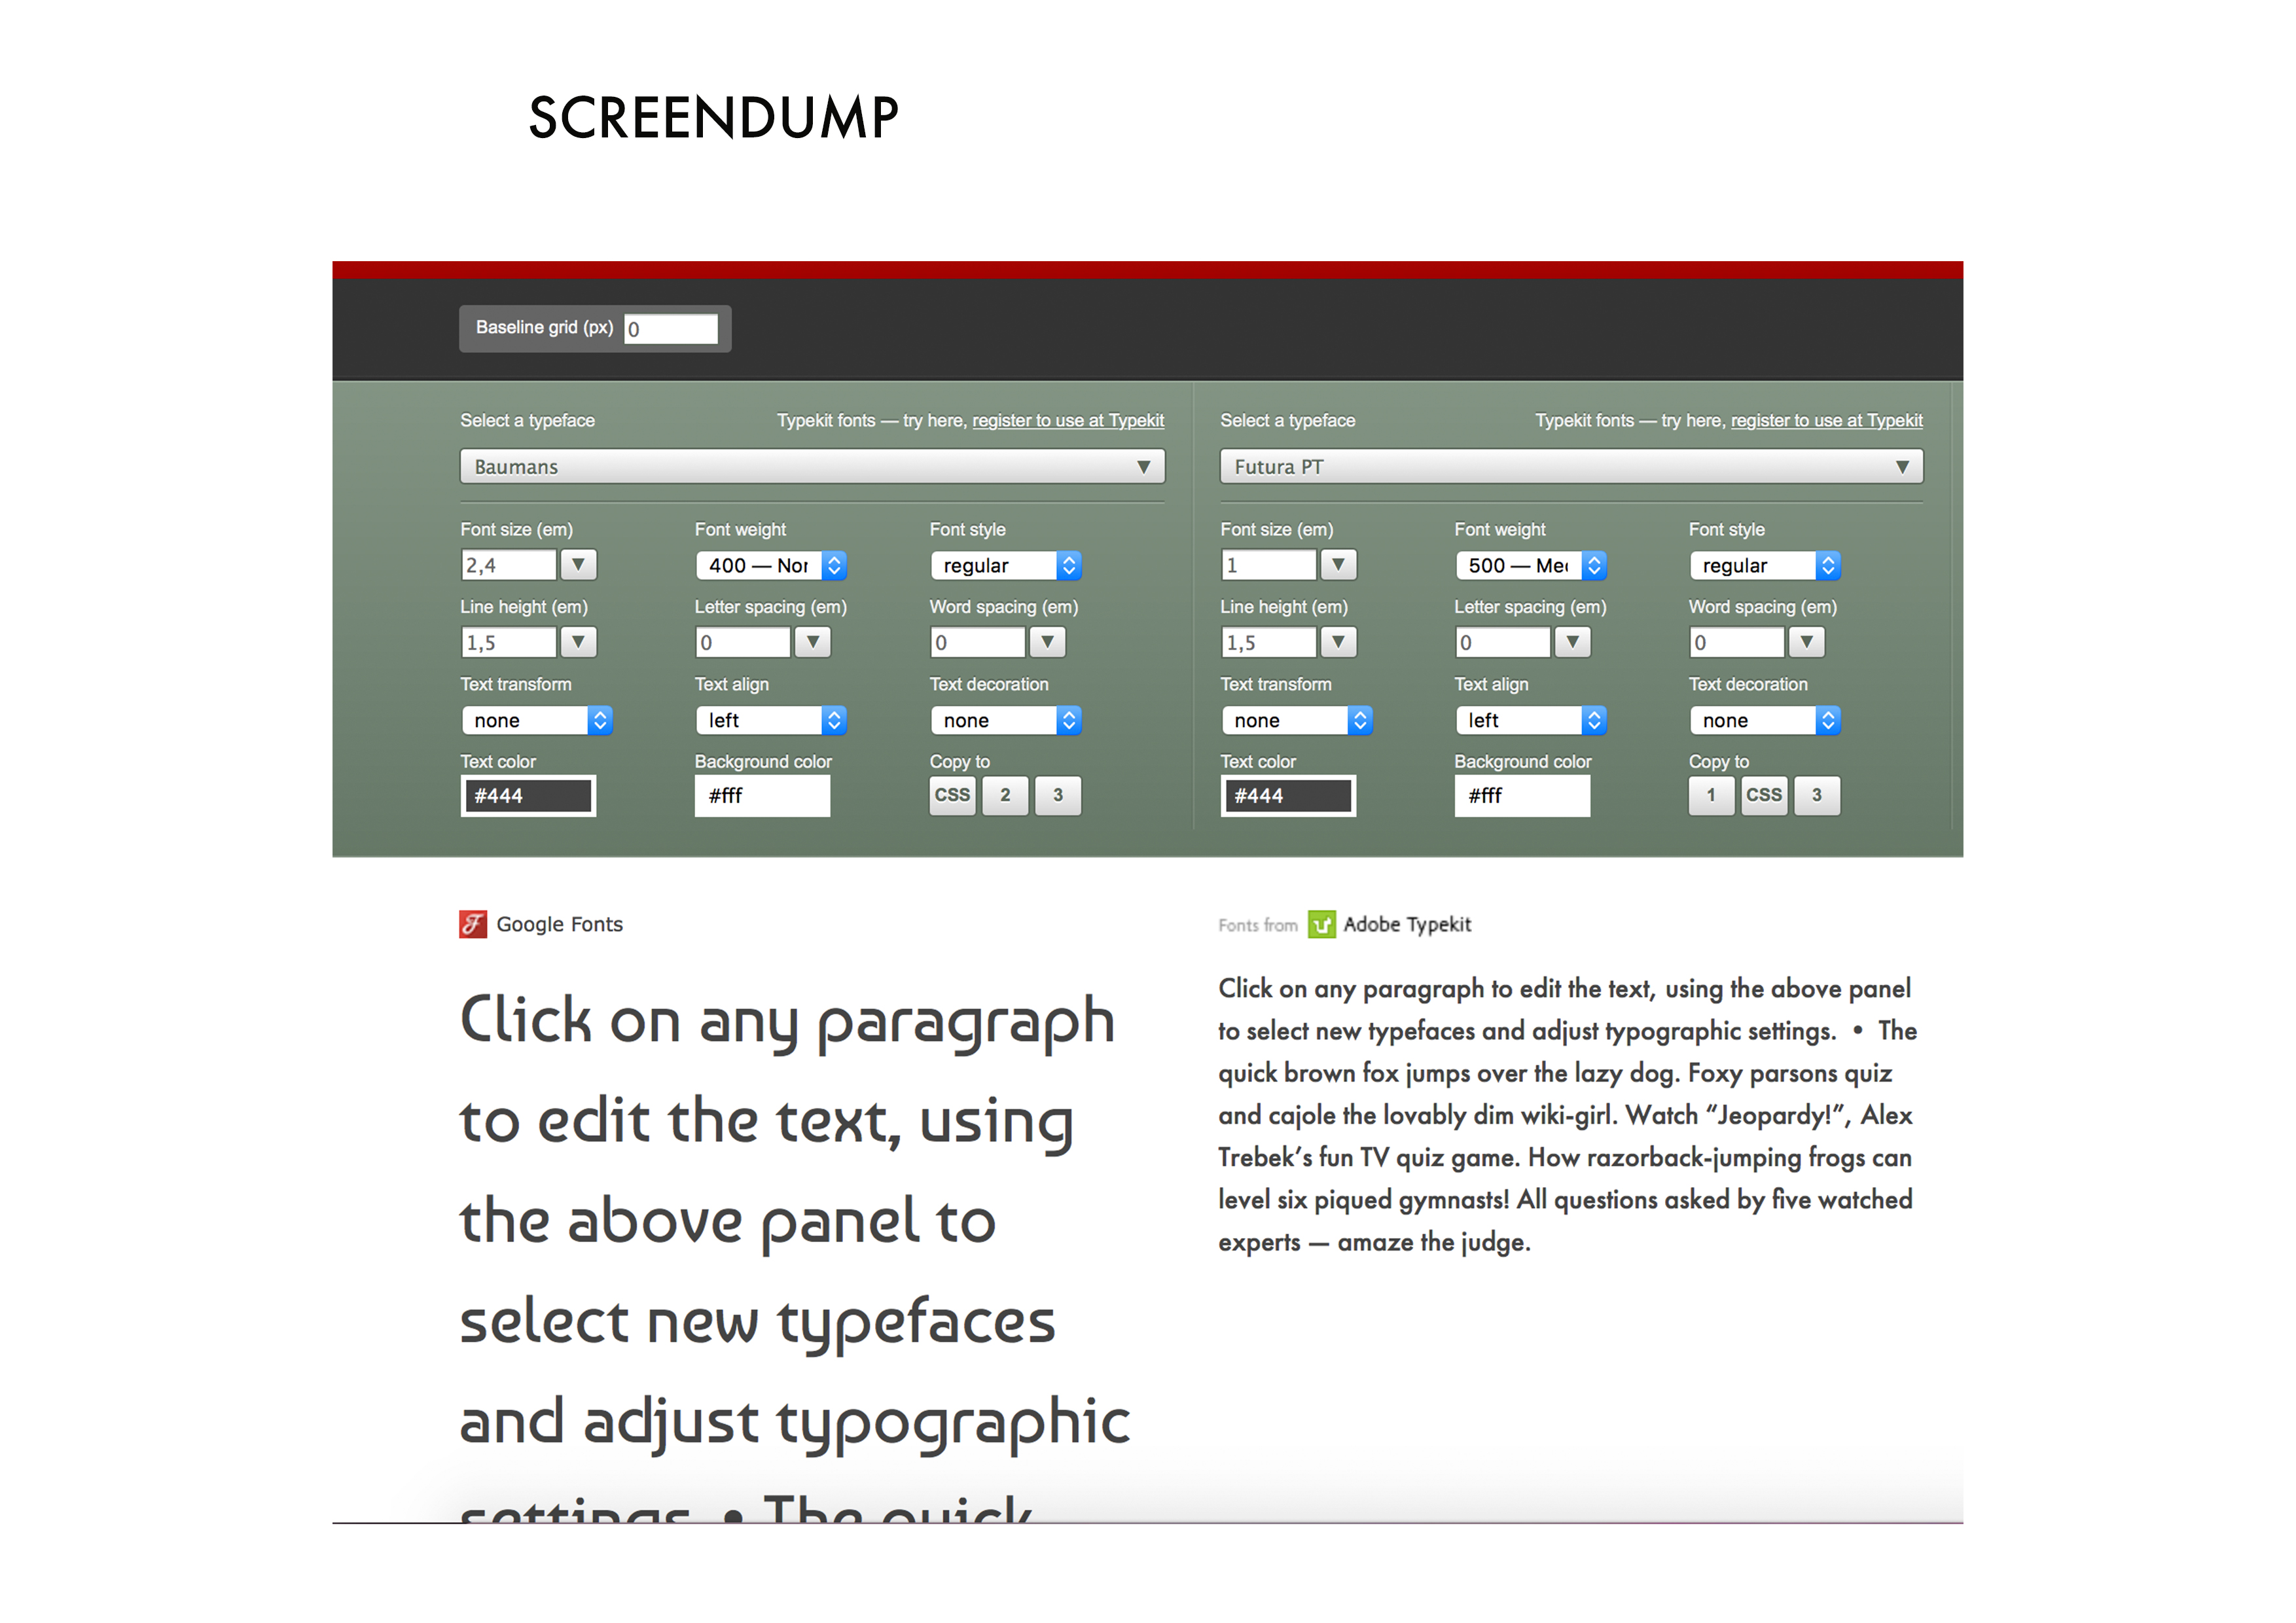 SCREENDUMP
Baseline grid (px) 0
Select a typeface Typekit fonts — try here, register to use at Typekit
Baumans
Font size (em) Font weight Font style
2,4 400 — Nor regular
Line height (em) Letter spacing (em) Word spacing (em)
1,5 0 0
Text transform Text align Text decoration
none left none
Text color Background color Copy to
#444 #fff CSS 2 3
Select a typeface Typekit fonts — try here, register to use at Typekit
Futura PT
Font size (em) Font weight Font style
1 500 — Me regular
Line height (em) Letter spacing (em) Word spacing (em)
1,5 0 0
Text transform Text align Text decoration
none left none
Text color Background color Copy to
#444 #fff 1 CSS 3
Google Fonts
Click on any paragraph
to edit the text, using
the above panel to
select new typefaces
and adjust typographic
settings. • The quick
Fonts from Adobe Typekit
Click on any paragraph to edit the text, using the above panel
to select new typefaces and adjust typographic settings. • The
quick brown fox jumps over the lazy dog. Foxy parsons quiz
and cajole the lovably dim wiki-girl. Watch “Jeopardy!”, Alex
Trebek’s fun TV quiz game. How razorback-jumping frogs can
level six piqued gymnasts! All questions asked by five watched
experts — amaze the judge.